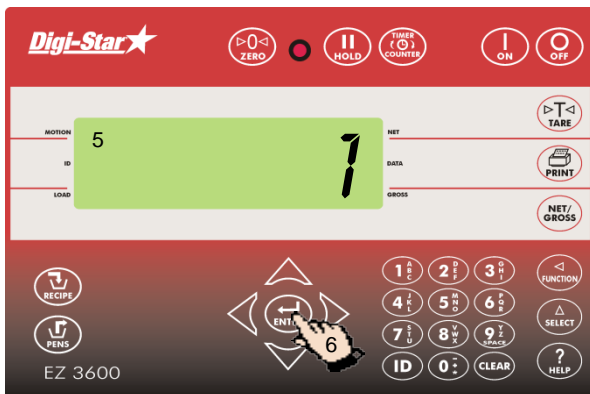 Digi-Star
▷0◁
ZERO
HOLD
TIMER
COUNTER
ON
OFF
▷T◁
TARE
MOTION
5
7
NET
ID
DATA
PRINT
LOAD
GROSS
NET/
GROSS
RECIPE
1 A B C
2 D E F
3 G H I
FUNCTION
ENT
6
4 J K L
5 M N O
6 P Q R
SELECT
PENS
7 S T U
8 V W X
9 Y Z SPACE
EZ 3600
ID
0 - : *
CLEAR
?
HELP